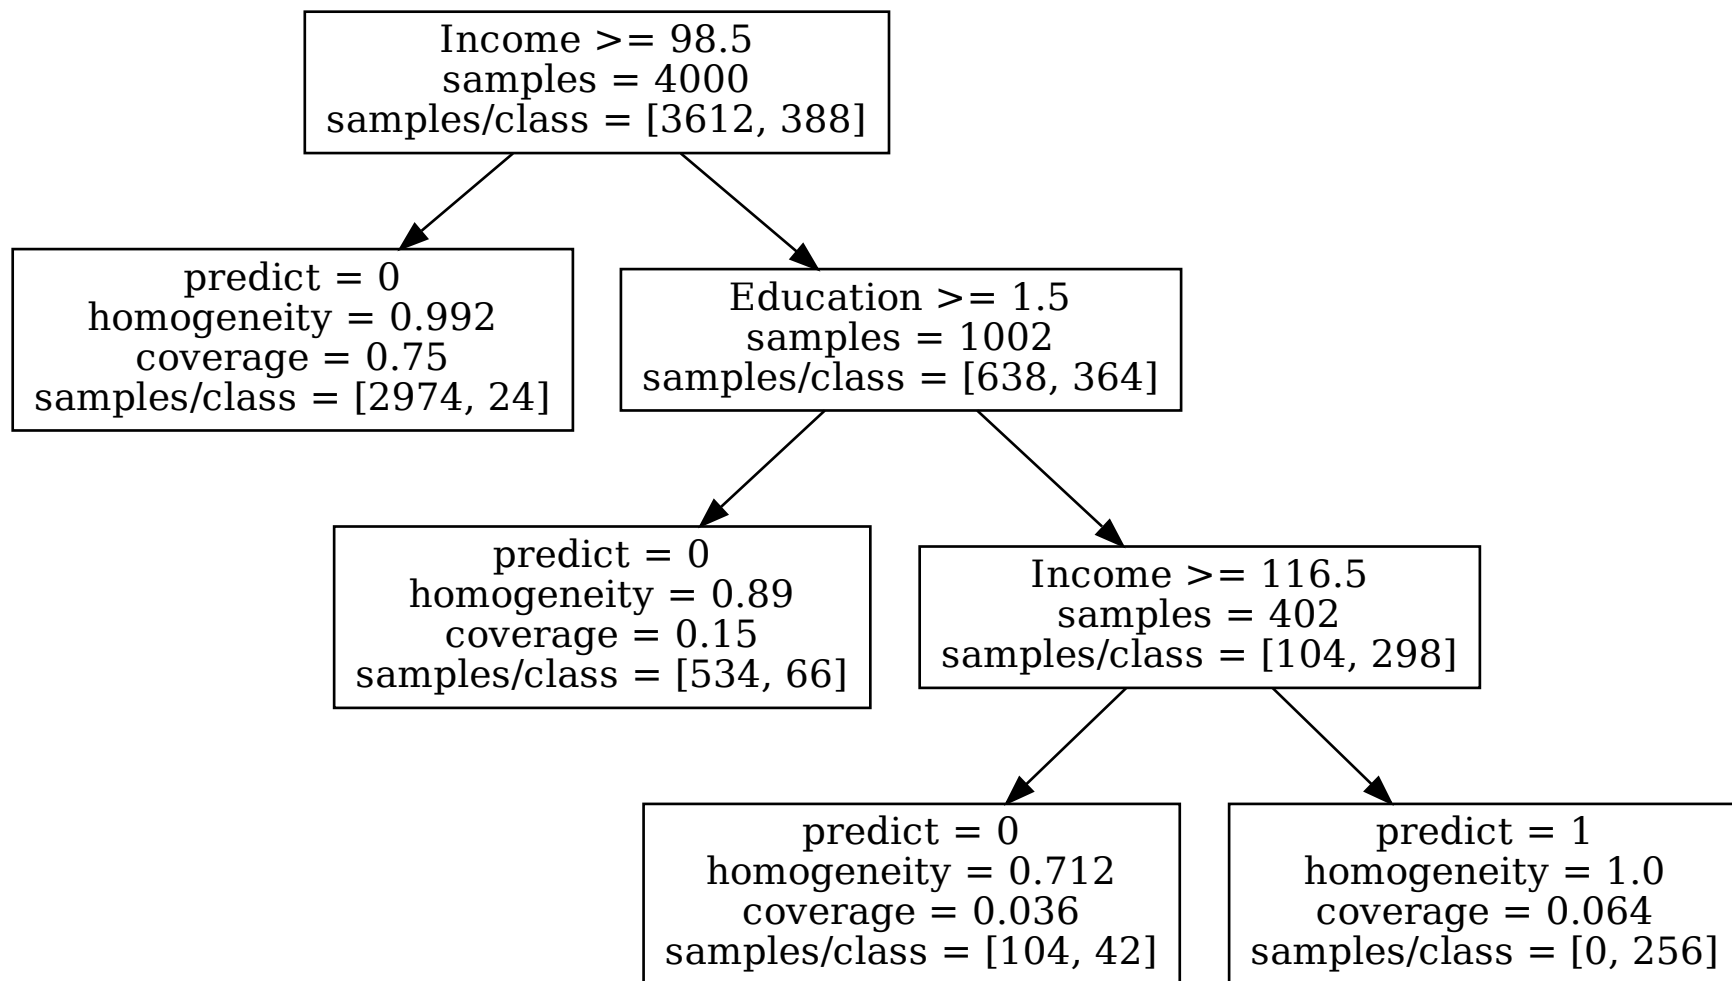 Income >= 98.5
samples = 4000
samples/class = [3612, 388]
predict = 0
homogeneity = 0.992
coverage = 0.75
samples/class = [2974, 24]
Education >= 1.5
samples = 1002
samples/class = [638, 364]
predict = 0
homogeneity = 0.89
coverage = 0.15
samples/class = [534, 66]
Income >= 116.5
samples = 402
samples/class = [104, 298]
predict = 0
homogeneity = 0.712
coverage = 0.036
samples/class = [104, 42]
predict = 1
homogeneity = 1.0
coverage = 0.064
samples/class = [0, 256]